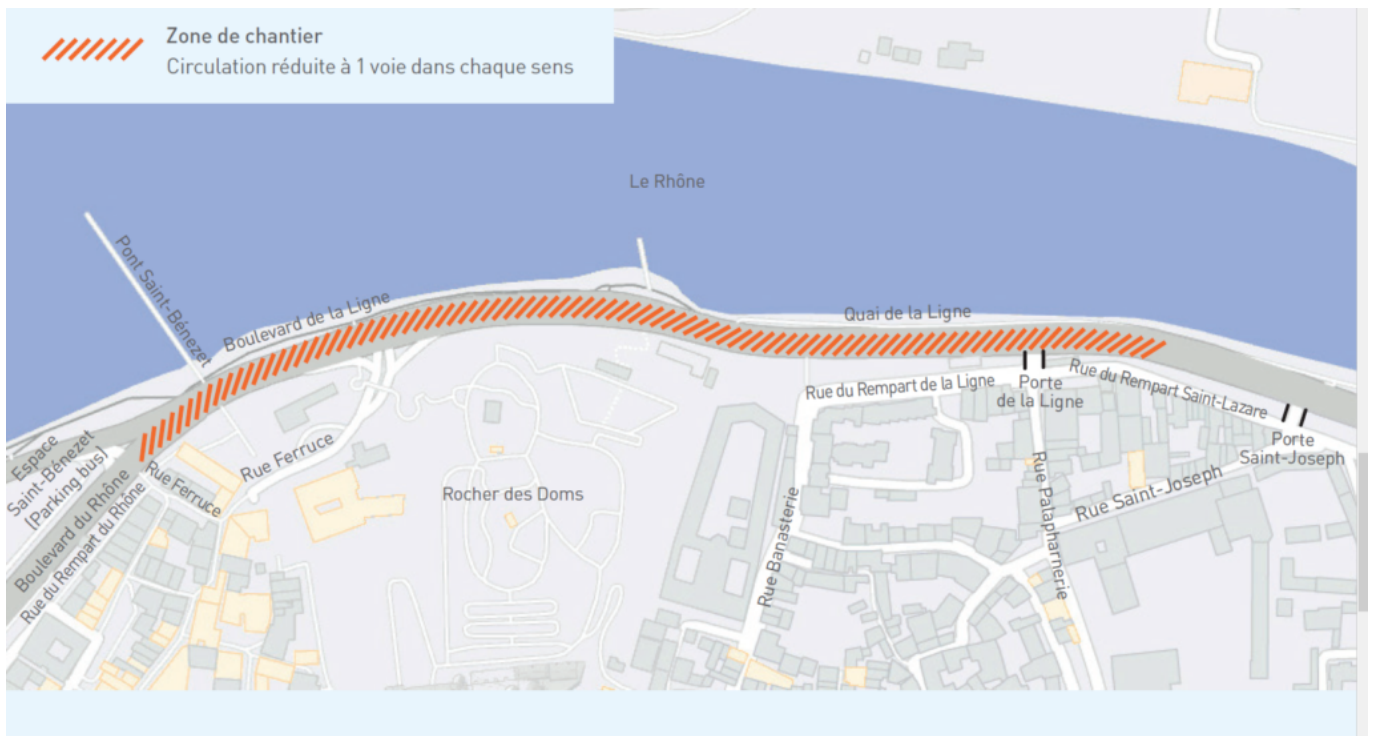 Zone de chantier
Circulation réduite à 1 voie dans chaque sens
Le Rhône
Pont Saint-Bénezet
Boulevard de la Ligne
Quai de la Ligne
Rue du Rempart de la Ligne
Porte
de la Ligne
Rue du Rempart Saint-Lazare
Porte
Saint-Joseph
Espace
Saint-Bénezet
(Parking bus)
Boulevard du Rhône
Rue du Rempart du Rhône
Rue Ferruce
Rue Ferruce
Rocher des Doms
Rue Banasterie
Rue Palapharnerie
Rue Saint-Joseph